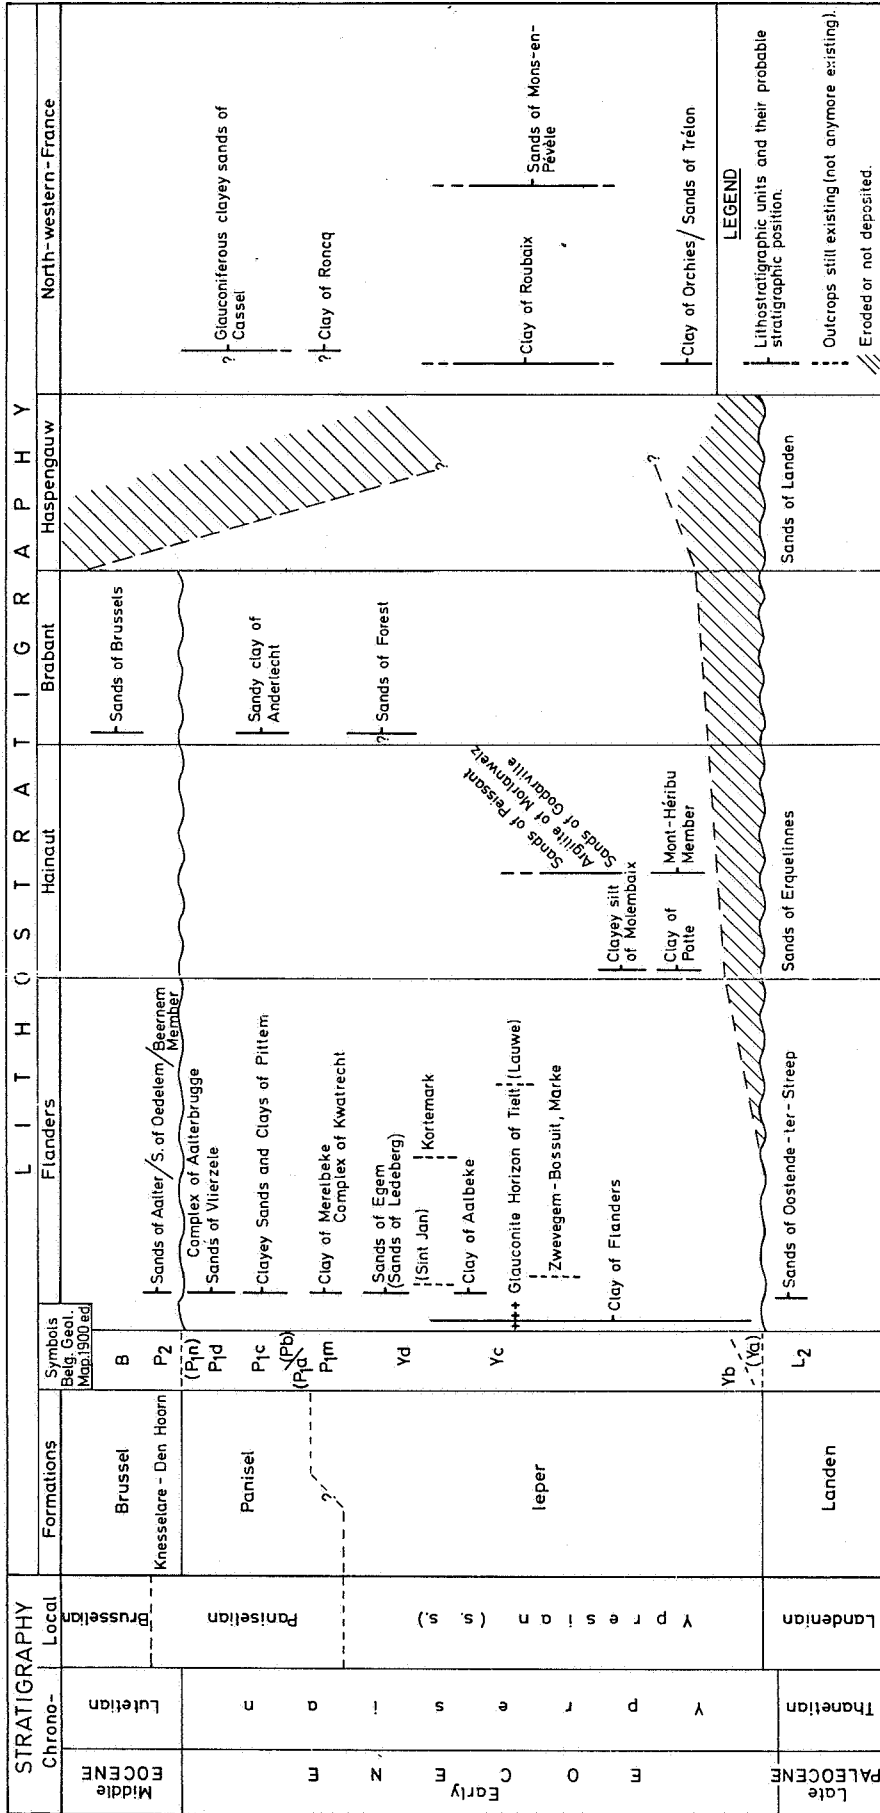 STRATIGRAPHY
Chrono-
Local
LITHOSTRATIGRAPHY
Formations
Symbols
Belg. Geol.
Map.1900 ed.
Flanders
Hainaut
Brabant
Haspengauw
North-western-France
Middle
EOCENE
Early
EOCENE
Late
PALEOCENE
Lutetian
Ypresian
Thanetian
Brusselian
Paniselian
Ypresian (s. s.)
Landenian
Brussel
Knesselare - Den Hoorn
Panisel
?
Ieper
Landen
B
P2
(P1n)
P1d
P1c
(Pb)
(P1a)
P1m
Yd
Yc
Yb
(Ya)
L2
Sands of Aalter / S. of Oedelem / Beernem
Member
Complex of Aalterbrugge
Sands of Vlierzele
Clayey Sands and Clays of Pittem
Clay of Merelbeke
Complex of Kwatrecht
Sands of Egem
(Sands of Ledeberg)
(Sint Jan)
Kortemark
Clay of Aalbeke
+++ Glauconite Horizon of Tielt (Lauwe)
Zwevegem-Bossuit, Marke
Clay of Flanders
Sands of Oostende-ter-Streep
Sands of Peissant
Argilite of Morlanwelz
Sands of Godarville
Clayey silt
of Molembaix
Mont-Héribu
Member
Clay of
Potte
Sands of Erquelinnes
Sands of Brussels
Sandy clay of
Anderlecht
? Sands of Forest
?
?
Sands of Landen
Glauconiferous clayey sands of
? Cassel
? Clay of Roncq
Sands of Mons-en-
Pévèle
Clay of Roubaix
Clay of Orchies / Sands of Trélon
LEGEND
Lithostratigraphic units and their probable
stratigraphic position.
Outcrops still existing (not anymore existing).
Eroded or not deposited.